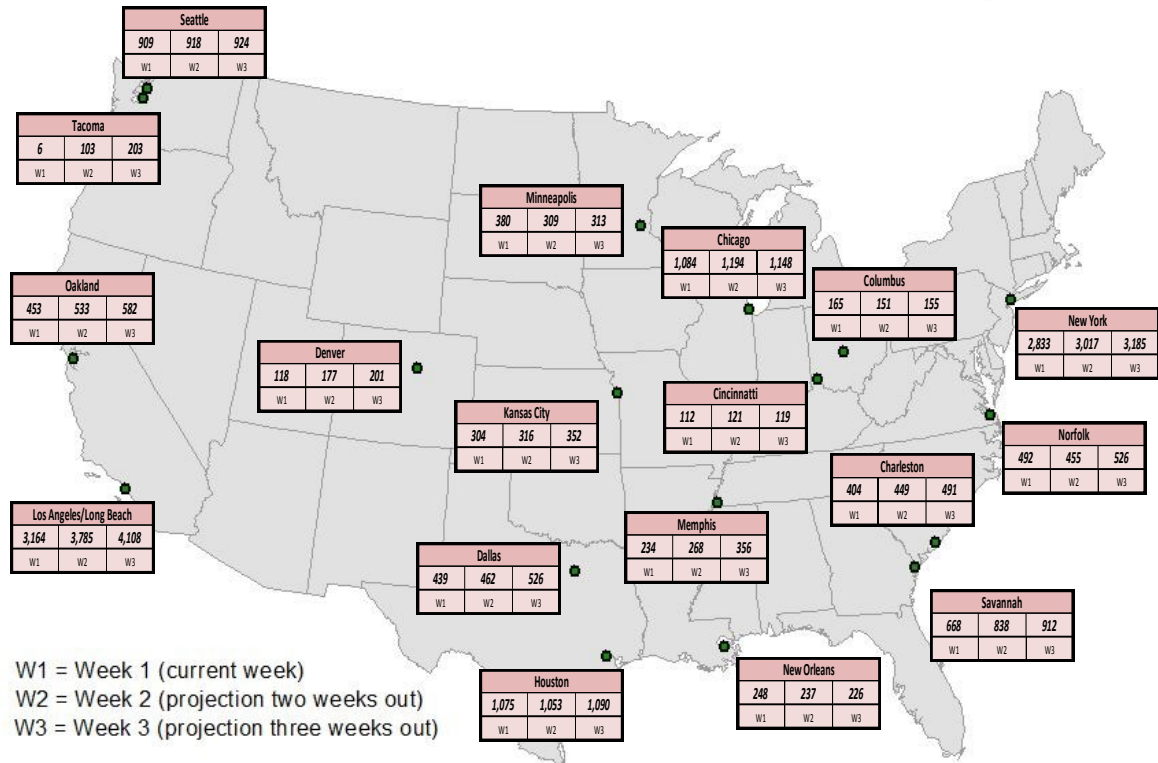 Seattle
909 918 924
W1 W2 W3
Tacoma
6 103 203
W1 W2 W3
Minneapolis
380 309 313
W1 W2 W3
Chicago
1,084 1,194 1,148
W1 W2 W3
Columbus
165 151 155
W1 W2 W3
Oakland
453 533 582
W1 W2 W3
New York
2,833 3,017 3,185
W1 W2 W3
Denver
118 177 201
W1 W2 W3
Cincinnatti
112 121 119
W1 W2 W3
Kansas City
304 316 352
W1 W2 W3
Norfolk
492 455 526
W1 W2 W3
Charleston
404 449 491
W1 W2 W3
Los Angeles/Long Beach
3,164 3,785 4,108
W1 W2 W3
Memphis
234 268 356
W1 W2 W3
Dallas
439 462 526
W1 W2 W3
Savannah
668 838 912
W1 W2 W3
New Orleans
248 237 226
W1 W2 W3
Houston
1,075 1,053 1,090
W1 W2 W3
W1 = Week 1 (current week)
W2 = Week 2 (projection two weeks out)
W3 = Week 3 (projection three weeks out)